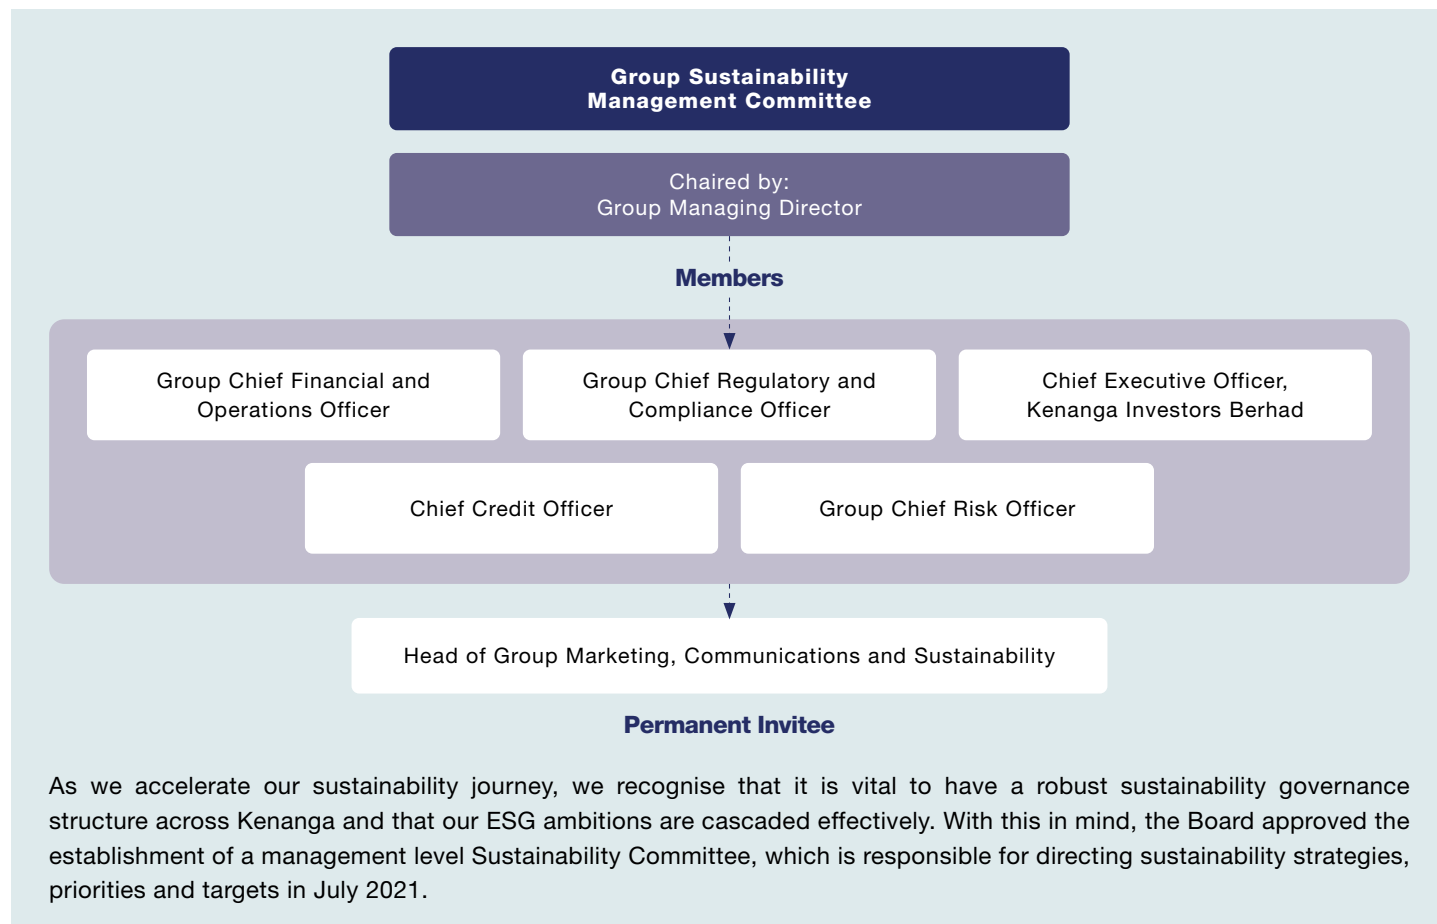 Group Sustainability
Management Committee
Chaired by:
Group Managing Director
Members
Group Chief Financial and
Operations Officer
Group Chief Regulatory and
Compliance Officer
Chief Executive Officer,
Kenanga Investors Berhad
Chief Credit Officer
Group Chief Risk Officer
Head of Group Marketing, Communications and Sustainability
Permanent Invitee
As we accelerate our sustainability journey, we recognise that it is vital to have a robust sustainability governance
structure across Kenanga and that our ESG ambitions are cascaded effectively. With this in mind, the Board approved the
establishment of a management level Sustainability Committee, which is responsible for directing sustainability strategies,
priorities and targets in July 2021.